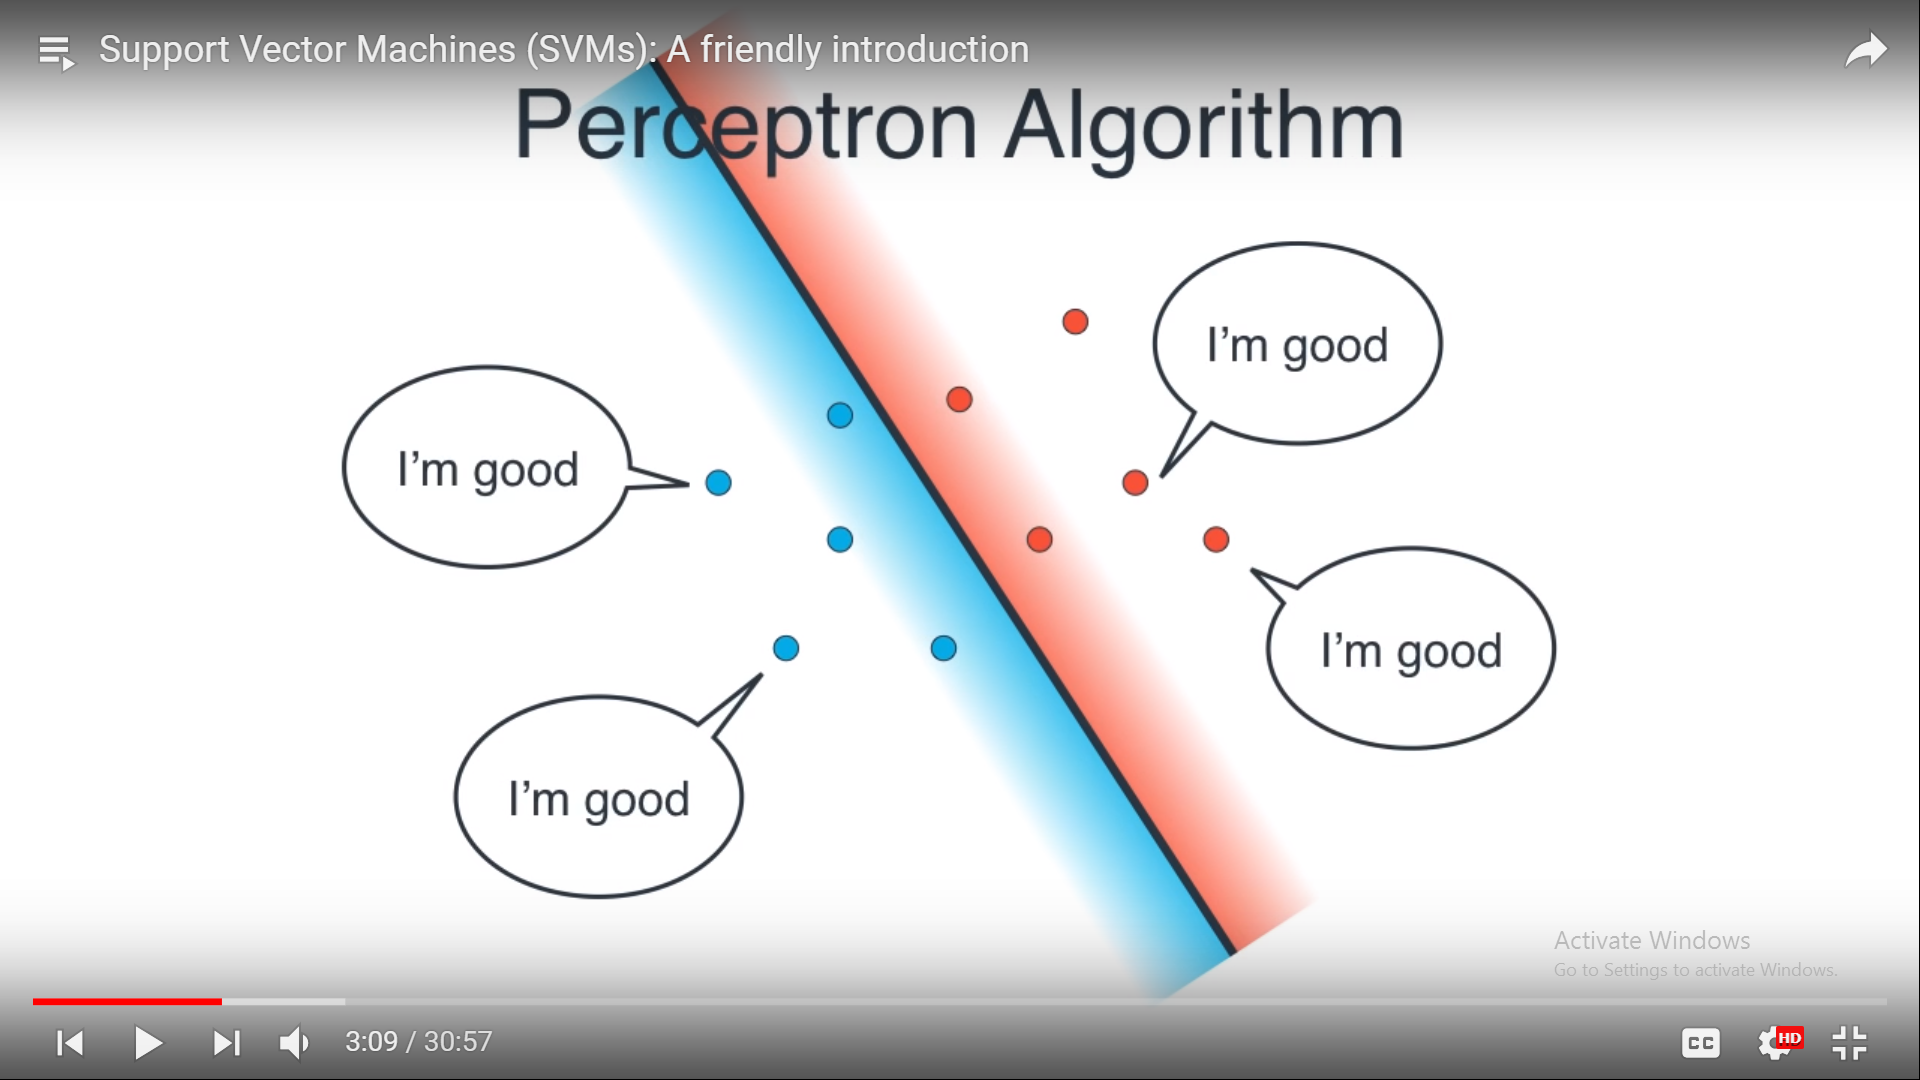 Support Vector Machines (SVMs): A friendly introduction
Perceptron Algorithm
I'm good
I'm good
I'm good
I'm good
Activate Windows
Go to Settings to activate Windows.
3:09 / 30:57
CC
HD